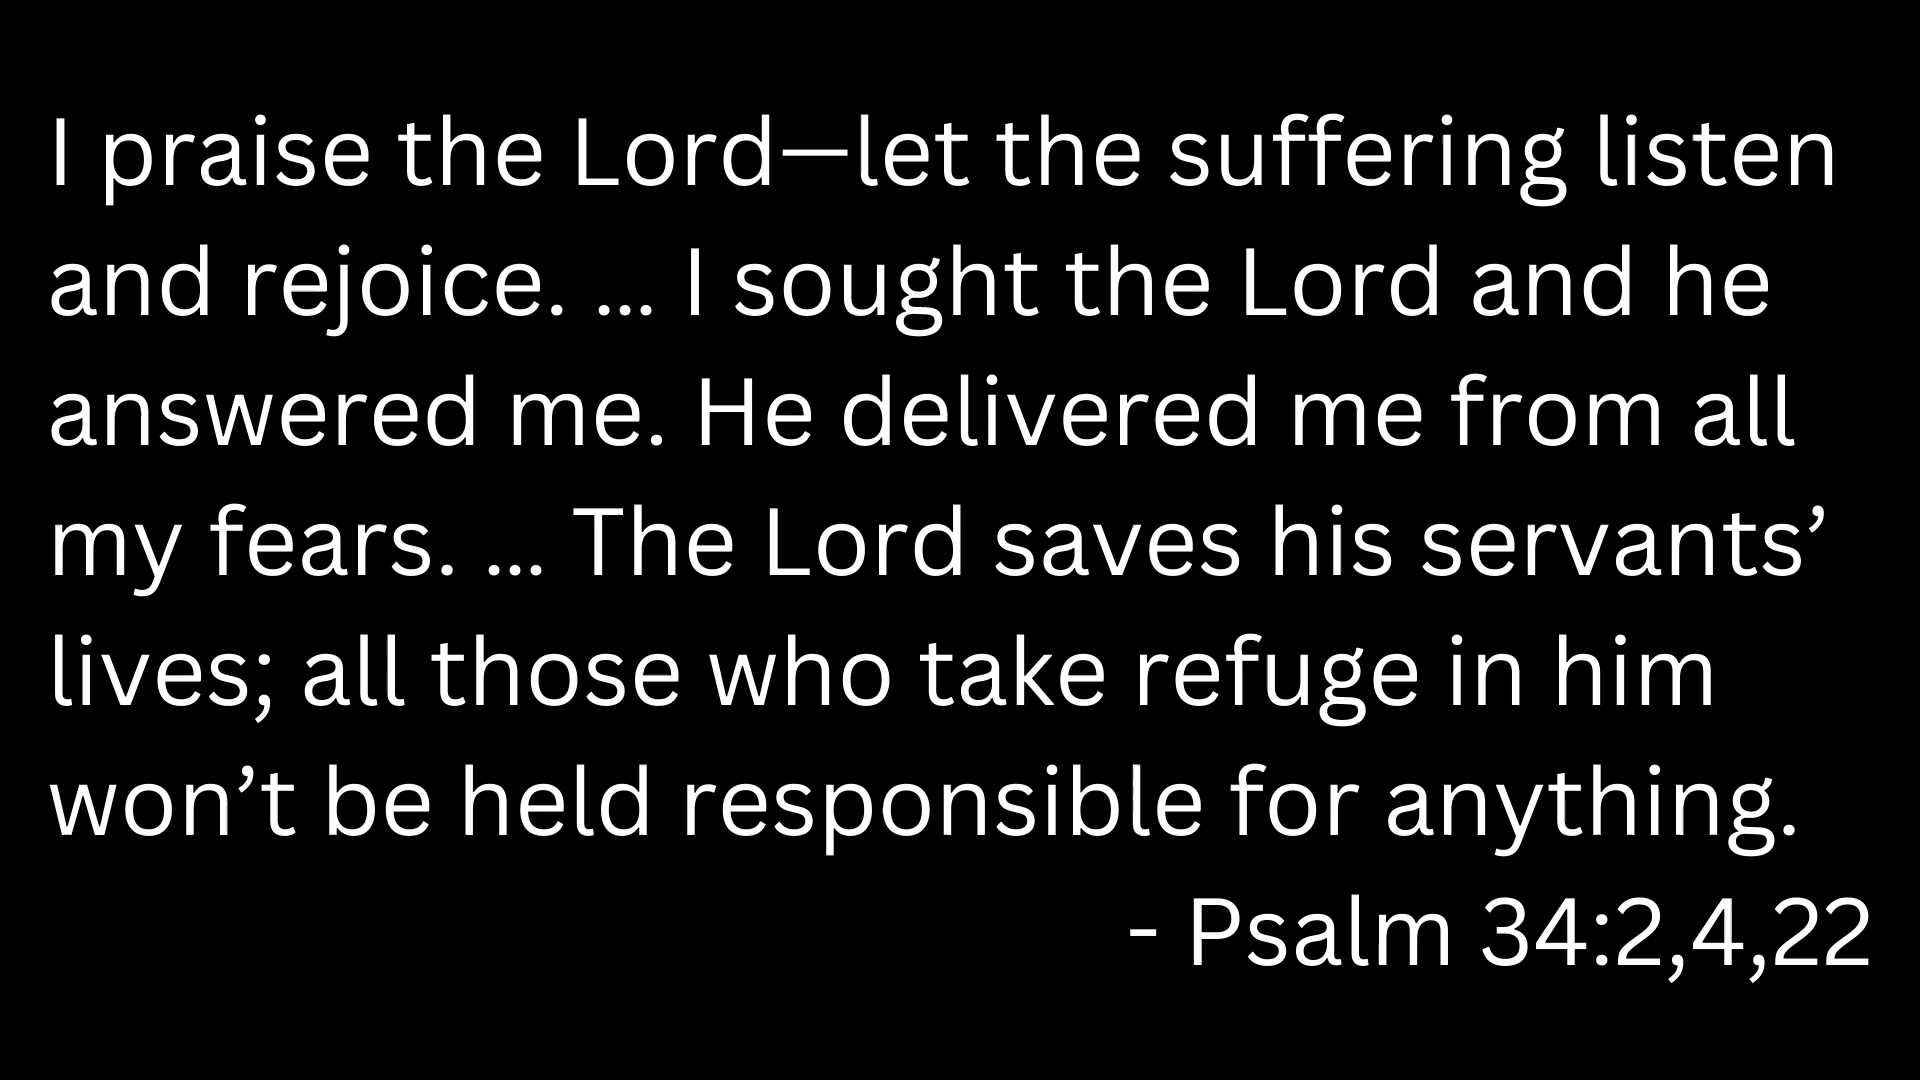 I praise the Lord—let the suffering listen
and rejoice. ... I sought the Lord and he
answered me. He delivered me from all
my fears. ... The Lord saves his servants’
lives; all those who take refuge in him
won’t be held responsible for anything.
- Psalm 34:2,4,22